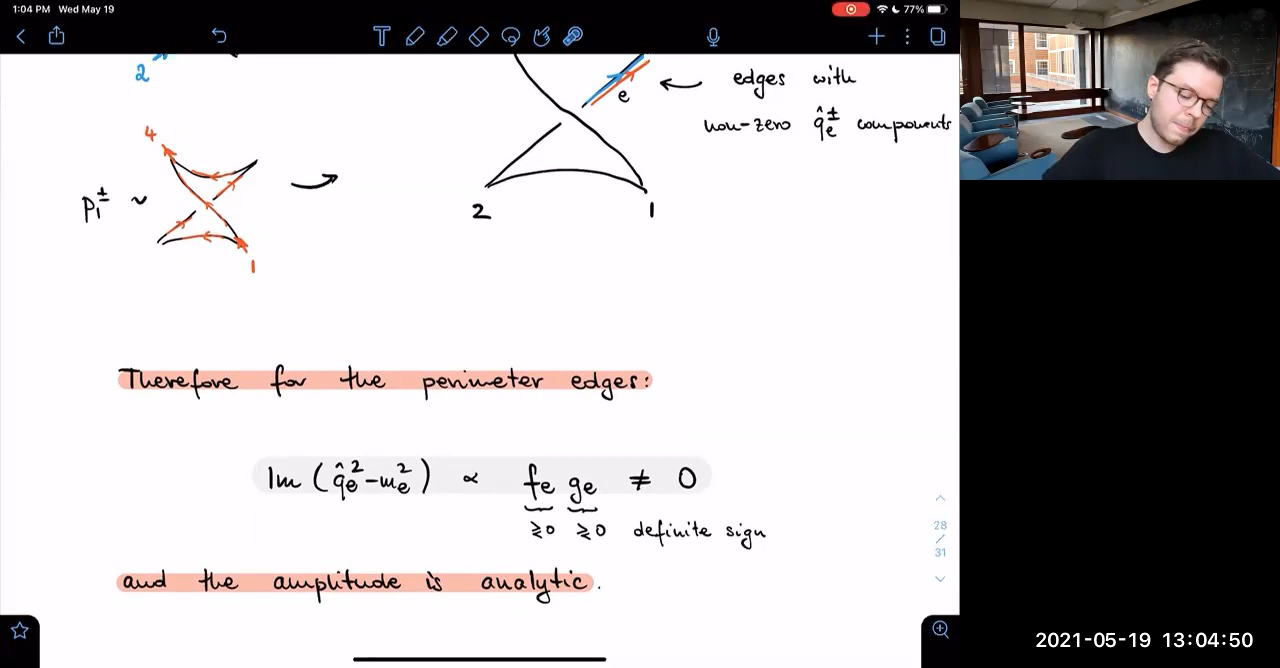 1:04 PM Wed May 19
77%
2
e
edges with
non-zero q̂ₑ± components
4
p₁± ~
2
1
1
Therefore for the perimeter edges:
Im (q̂ₑ² - mₑ²) ∝ fₑ gₑ ≠ 0
≷0 ≷0 definite sign
and the amplitude is analytic.
28
/
31
2021-05-19 13:04:50